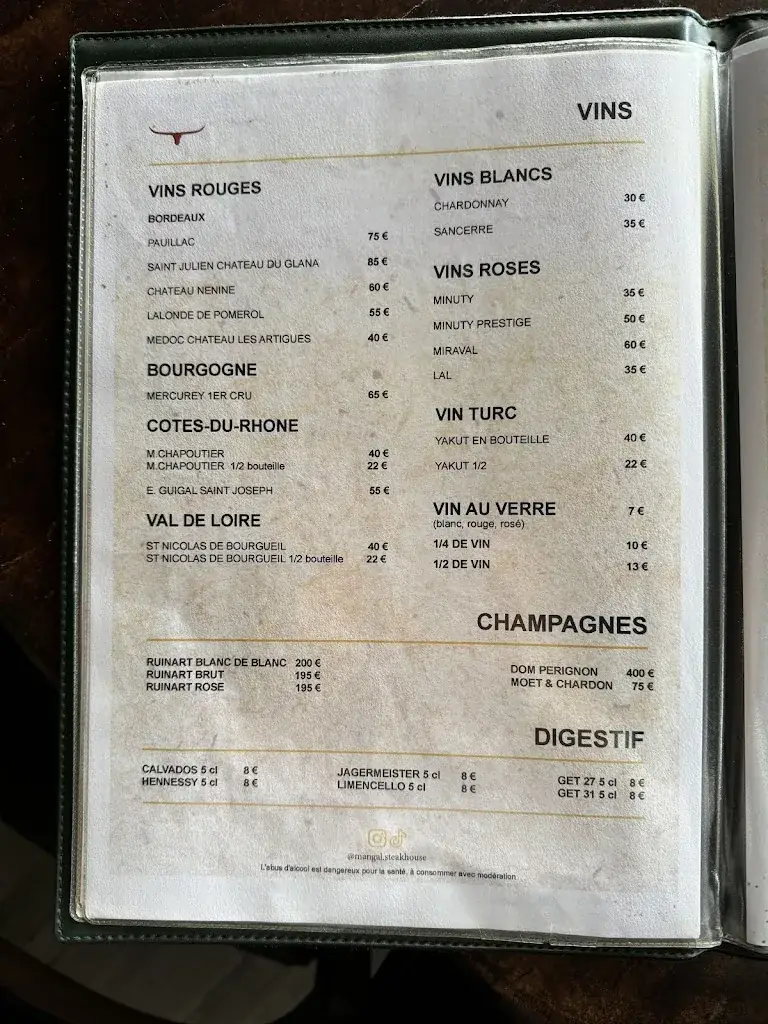 VINS
VINS ROUGES
BORDEAUX
PAUILLAC 75 €
SAINT JULIEN CHATEAU DU GLANA 85 €
CHATEAU NENINE 60 €
LALONDE DE POMEROL 55 €
MEDOC CHATEAU LES ARTIGUES 40 €
BOURGOGNE
MERCUREY 1ER CRU 65 €
COTES-DU-RHONE
M.CHAPOUTIER 40 €
M.CHAPOUTIER 1/2 bouteille 22 €
E. GUIGAL SAINT JOSEPH 55 €
VAL DE LOIRE
ST NICOLAS DE BOURGUEIL 40 €
ST NICOLAS DE BOURGUEIL 1/2 bouteille 22 €
VINS BLANCS
CHARDONNAY 30 €
SANCERRE 35 €
VINS ROSES
MINUTY 35 €
MINUTY PRESTIGE 50 €
MIRAVAL 60 €
LAL 35 €
VIN TURC
YAKUT EN BOUTEILLE 40 €
YAKUT 1/2 22 €
VIN AU VERRE 7 €
(blanc, rouge, rosé)
1/4 DE VIN 10 €
1/2 DE VIN 13 €
CHAMPAGNES
RUINART BLANC DE BLANC 200 €
RUINART BRUT 195 €
RUINART ROSE 195 €
DOM PERIGNON 400 €
MOET & CHARDON 75 €
DIGESTIF
CALVADOS 5 cl 8 €
HENNESSY 5 cl 8 €
JAGERMEISTER 5 cl 8 €
LIMENCELLO 5 cl 8 €
GET 27 5 cl 8 €
GET 31 5 cl 8 €
@mangal.steakhouse
L'abus d'alcool est dangereux pour la santé, à consommer avec modération